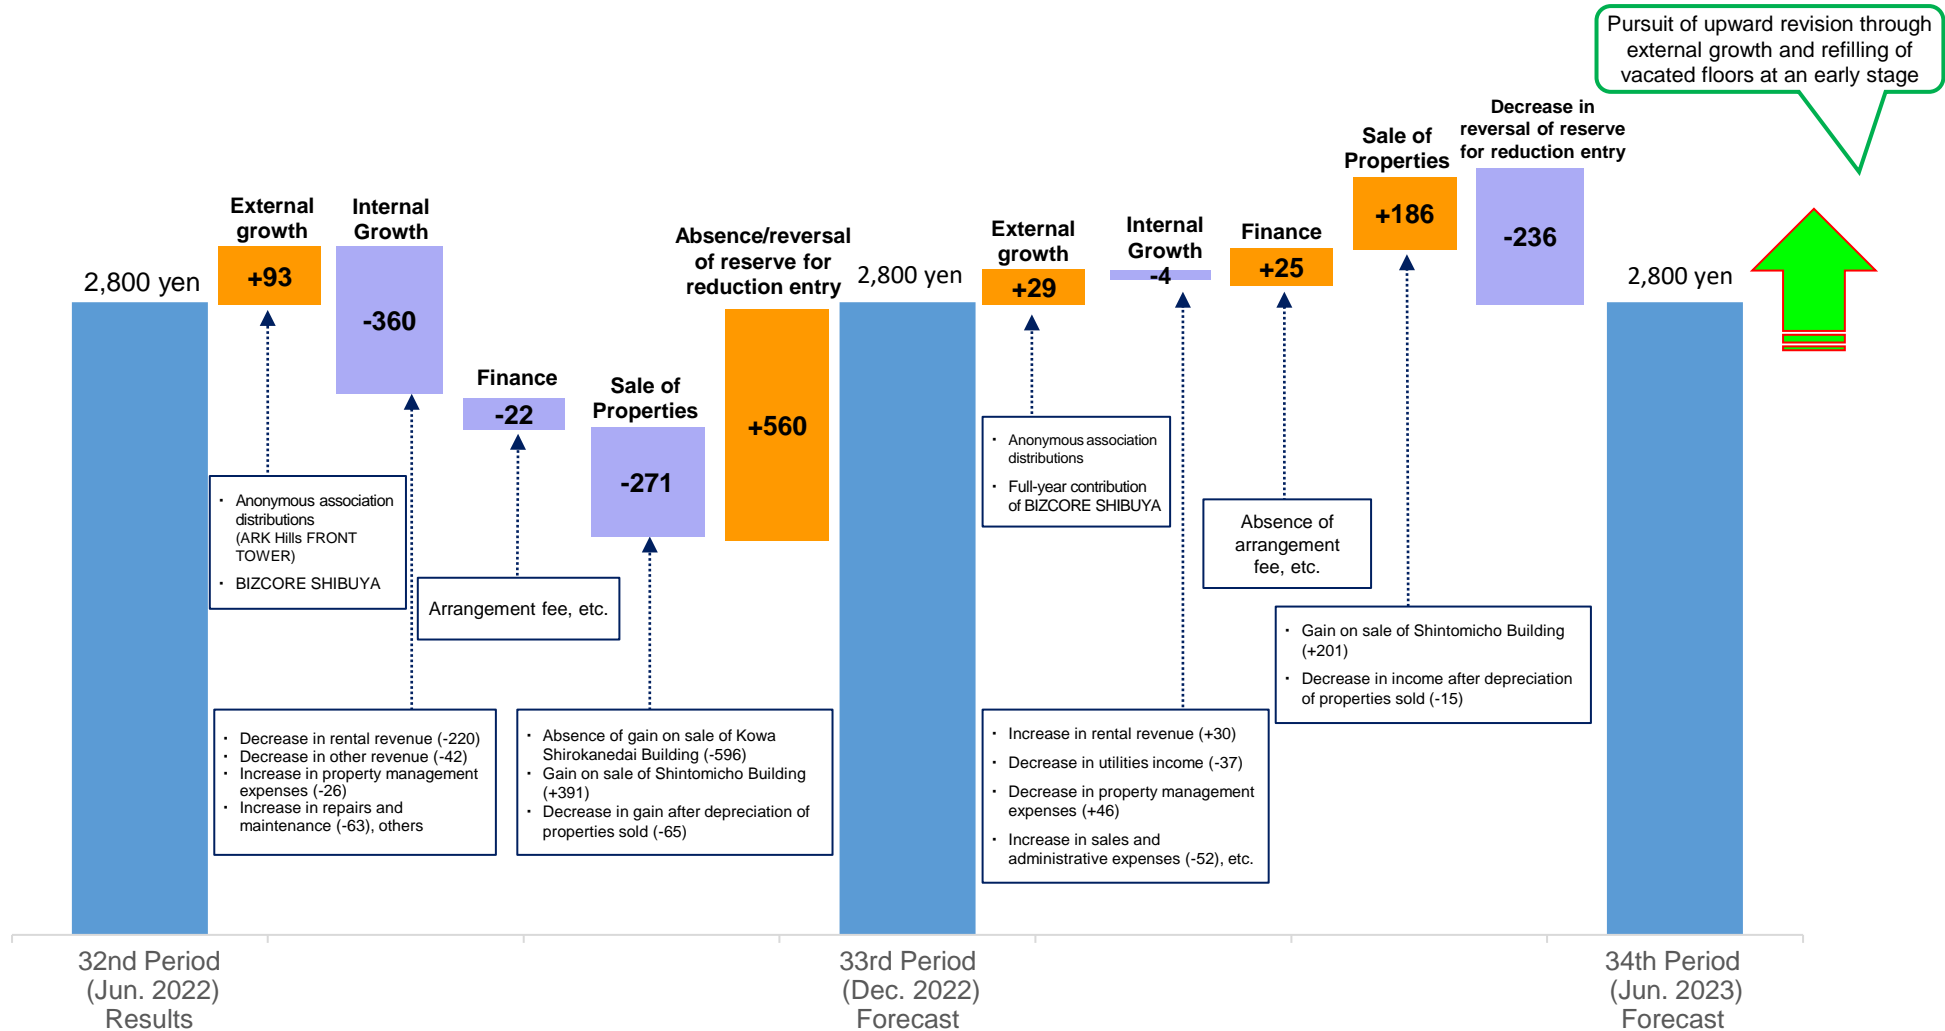 Pursuit of upward revision through
external growth and refilling of
vacated floors at an early stage
2,800 yen
External
growth
+93
Internal
Growth
-360
Finance
-22
Sale of
Properties
-271
Absence/reversal
of reserve for
reduction entry
+560
2,800 yen
External
growth
+29
Internal
Growth
-4
Finance
+25
Sale of
Properties
+186
Decrease in
reversal of reserve
for reduction entry
-236
2,800 yen
・ Anonymous association
distributions
(ARK Hills FRONT
TOWER)
・ BIZCORE SHIBUYA
Arrangement fee, etc.
・ Decrease in rental revenue (-220)
・ Decrease in other revenue (-42)
・ Increase in property management
expenses (-26)
・ Increase in repairs and
maintenance (-63), others
・ Absence of gain on sale of Kowa
Shirokanedai Building (-596)
・ Gain on sale of Shintomicho Building
(+391)
・ Decrease in gain after depreciation of
properties sold (-65)
・ Anonymous association
distributions
・ Full-year contribution
of BIZCORE SHIBUYA
Absence of
arrangement
fee, etc.
・ Gain on sale of Shintomicho Building
(+201)
・ Decrease in income after depreciation
of properties sold (-15)
・ Increase in rental revenue (+30)
・ Decrease in utilities income (-37)
・ Decrease in property management
expenses (+46)
・ Increase in sales and
administrative expenses (-52), etc.
32nd Period
(Jun. 2022)
Results
33rd Period
(Dec. 2022)
Forecast
34th Period
(Jun. 2023)
Forecast